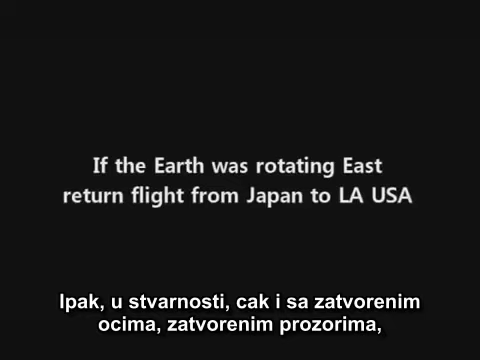 If the Earth was rotating East
return flight from Japan to LA USA
Ipak, u stvarnosti, cak i sa zatvorenim
ocima, zatvorenim prozorima,